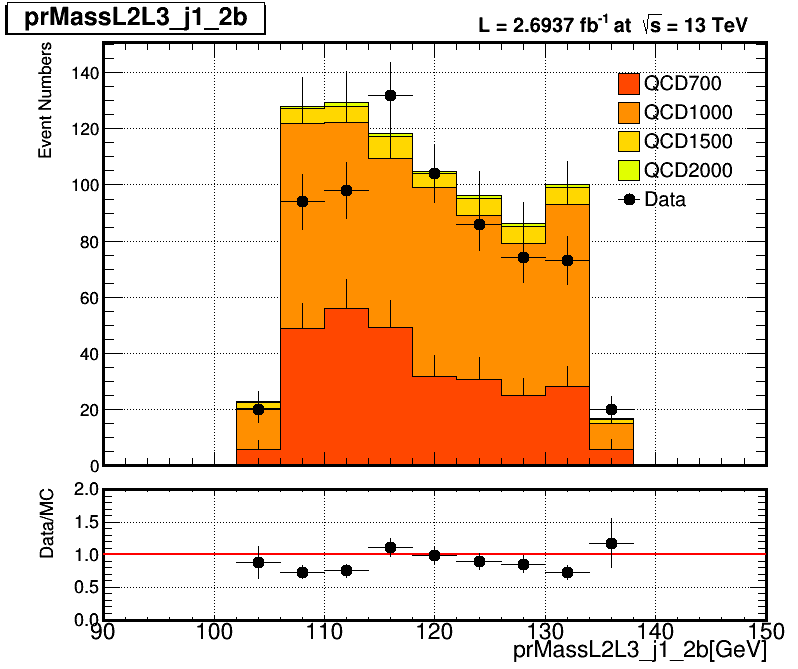 prMassL2L3_j1_2b
L = 2.6937 fb-1 at √s = 13 TeV
Event Numbers
140
120
100
80
60
40
20
0
QCD700
QCD1000
QCD1500
QCD2000
Data
Data/MC
2.0
1.5
1.0
0.5
0.0
90 100 110 120 130 140 150
prMassL2L3_j1_2b[GeV]